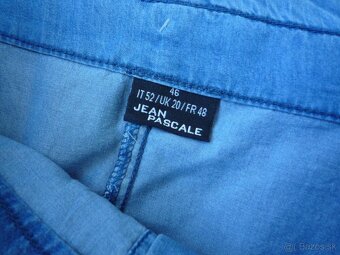 46
IT 52 / UK 20 / FR 48
JEAN
PASCALE